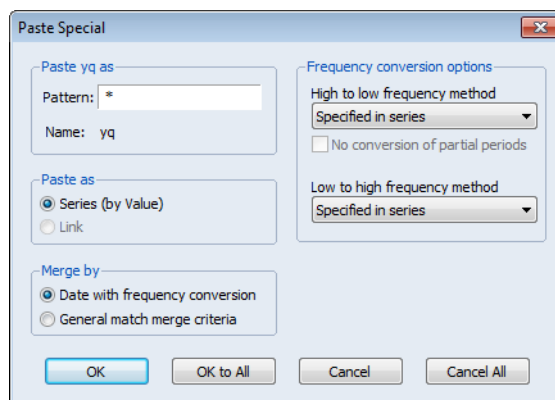 Paste Special
Paste yq as
Pattern: *
Name: yq
Paste as
Series (by Value)
Link
Merge by
Date with frequency conversion
General match merge criteria
Frequency conversion options
High to low frequency method
Specified in series
No conversion of partial periods
Low to high frequency method
Specified in series
OK
OK to All
Cancel
Cancel All